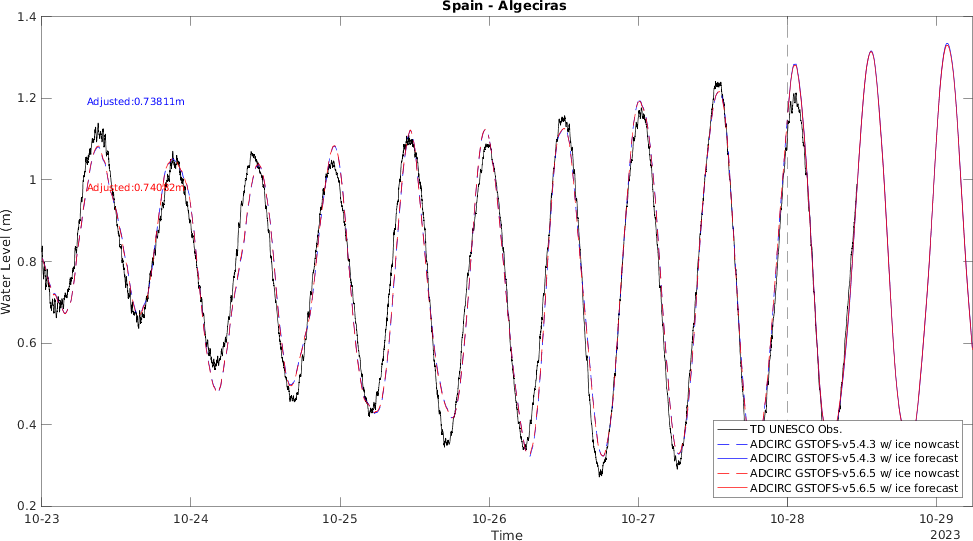 Spain - Algeciras
1.4
1.2
1
0.8
0.6
0.4
0.2
Water Level (m)
Adjusted:0.73811m
Adjusted:0.74082m
TD UNESCO Obs.
ADCIRC GSTOFS-v5.4.3 w/ ice nowcast
ADCIRC GSTOFS-v5.4.3 w/ ice forecast
ADCIRC GSTOFS-v5.6.5 w/ ice nowcast
ADCIRC GSTOFS-v5.6.5 w/ ice forecast
10-23 10-24 10-25 10-26 10-27 10-28 10-29
Time
2023